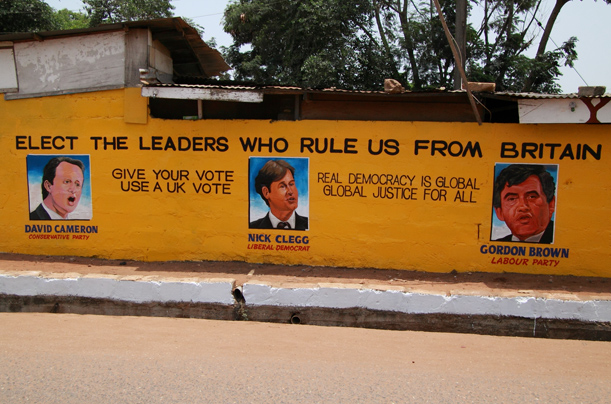 ELECT THE LEADERS WHO RULE US FROM BRITAIN
GIVE YOUR VOTE
USE A UK VOTE
REAL DEMOCRACY IS GLOBAL
GLOBAL JUSTICE FOR ALL
DAVID CAMERON
CONSERVATIVE PARTY
NICK CLEGG
LIBERAL DEMOCRAT
GORDON BROWN
LABOUR PARTY